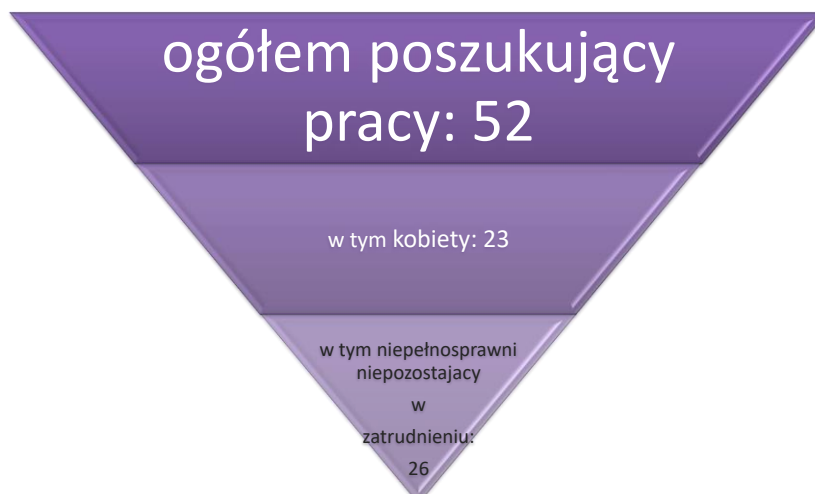 ogółem poszukujący
pracy: 52
w tym kobiety: 23
w tym niepełnosprawni
niepozostajacy
w
zatrudnieniu:
26